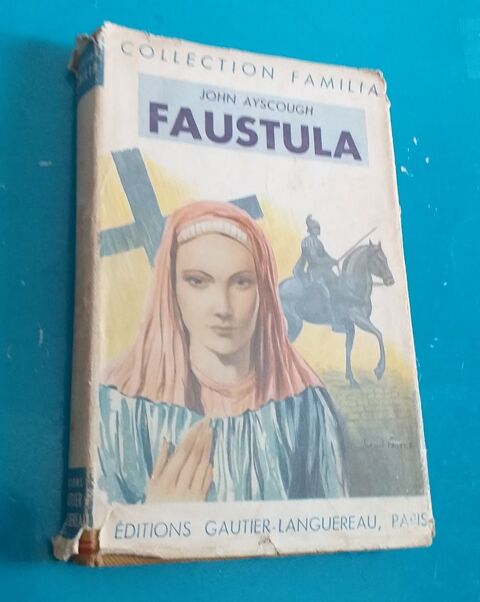 COLLECTION FAMILIA
JOHN AYSCOUGH
FAUSTULA
ÉDITIONS GAUTIER-LANGUEREAU, PARIS